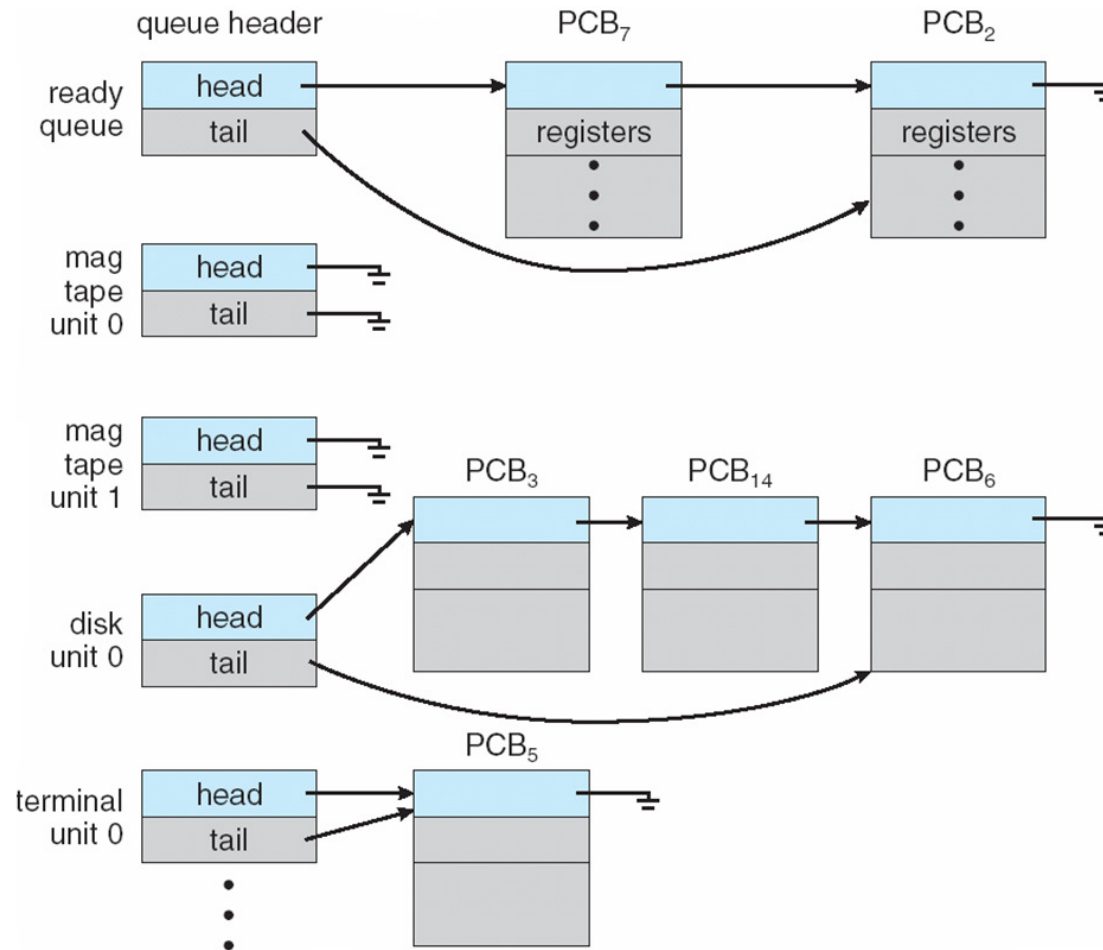 queue header
PCB₇
PCB₂
ready
queue
head
tail
registers
registers
mag
tape
unit 0
head
tail
mag
tape
unit 1
head
tail
PCB₃
PCB₁₄
PCB₆
disk
unit 0
head
tail
PCB₅
terminal
unit 0
head
tail